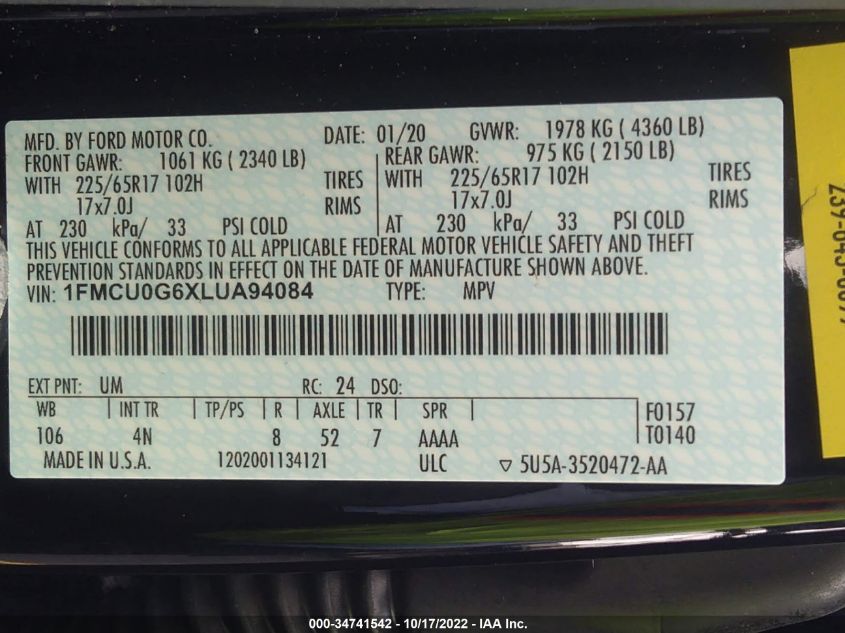 MFD. BY FORD MOTOR CO. DATE: 01/20 GVWR: 1978 KG ( 4360 LB)
FRONT GAWR: 1061 KG ( 2340 LB) REAR GAWR: 975 KG ( 2150 LB)
WITH 225/65R17 102H TIRES WITH 225/65R17 102H TIRES
17x7.0J RIMS 17x7.0J RIMS
AT 230 kPa/ 33 PSI COLD AT 230 kPa/ 33 PSI COLD
THIS VEHICLE CONFORMS TO ALL APPLICABLE FEDERAL MOTOR VEHICLE SAFETY AND THEFT
PREVENTION STANDARDS IN EFFECT ON THE DATE OF MANUFACTURE SHOWN ABOVE.
VIN: 1FMCU0G6XLUA94084 TYPE: MPV
EXT PNT: UM RC: 24 DSO:
WB INT TR TP/PS R AXLE TR SPR F0157
106 4N 8 52 7 AAAA T0140
MADE IN U.S.A. 1202001134121 ULC ▽ 5U5A-3520472-AA
000-34741542 - 10/17/2022 - IAA Inc.